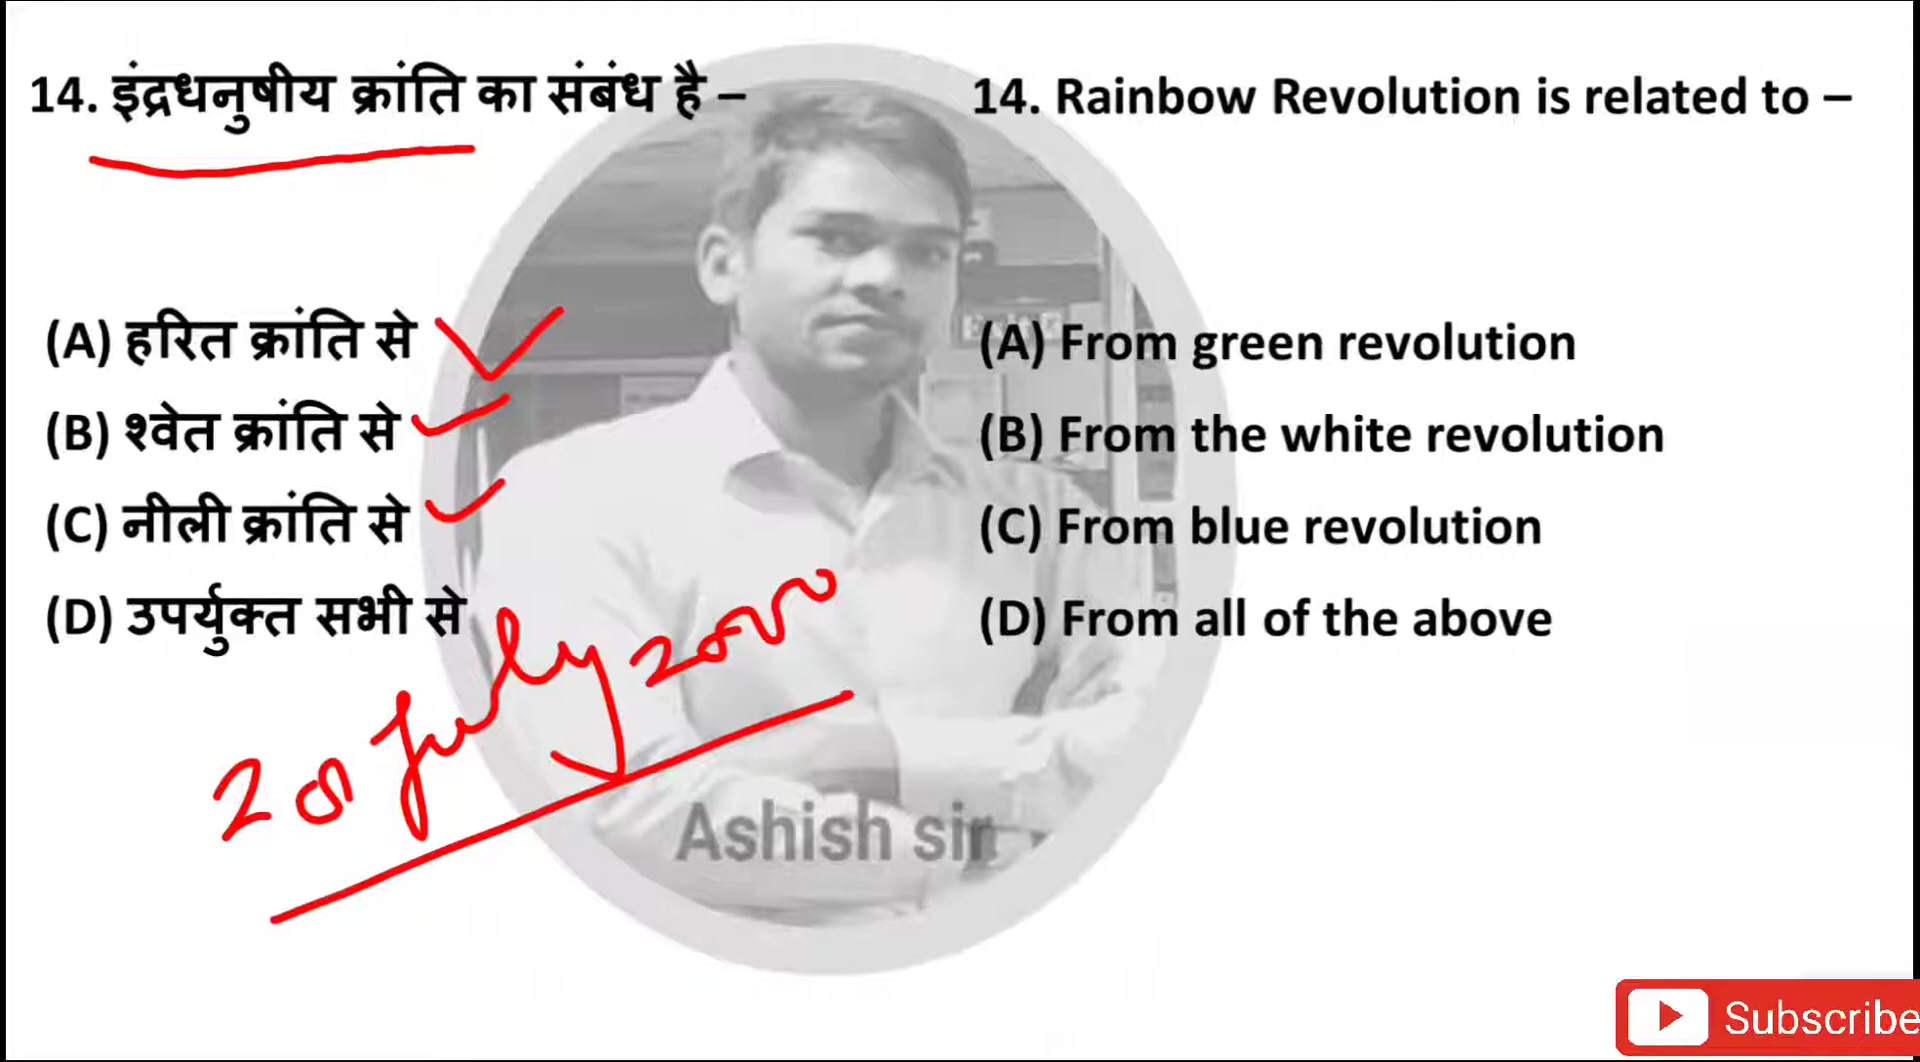 14. इंद्रधनुषीय क्रांति का संबंध है –
(A) हरित क्रांति से
(B) श्वेत क्रांति से
(C) नीली क्रांति से
(D) उपर्युक्त सभी से
20 July 2000
14. Rainbow Revolution is related to –
(A) From green revolution
(B) From the white revolution
(C) From blue revolution
(D) From all of the above
Ashish sir
Subscribe